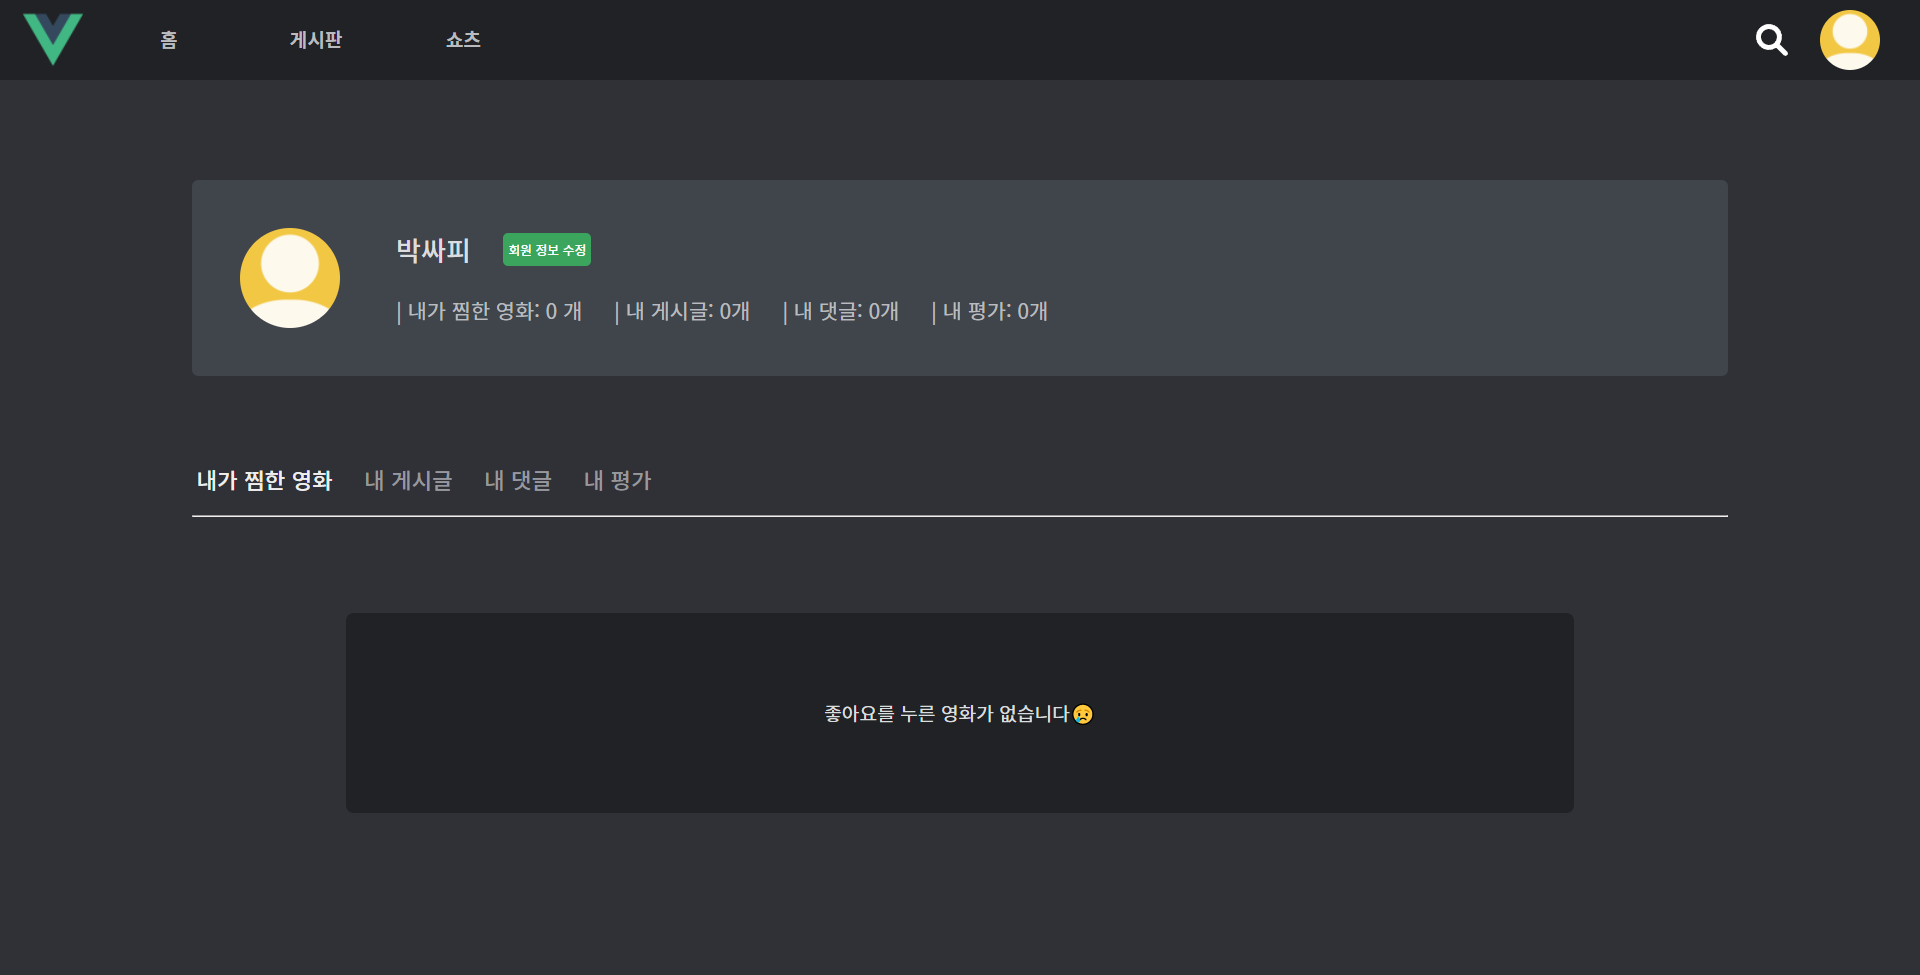 홈 게시판 쇼츠
박싸피 회원 정보 수정
| 내가 찜한 영화: 0 개 | 내 게시글: 0개 | 내 댓글: 0개 | 내 평가: 0개
내가 찜한 영화 내 게시글 내 댓글 내 평가
좋아요를 누른 영화가 없습니다😥